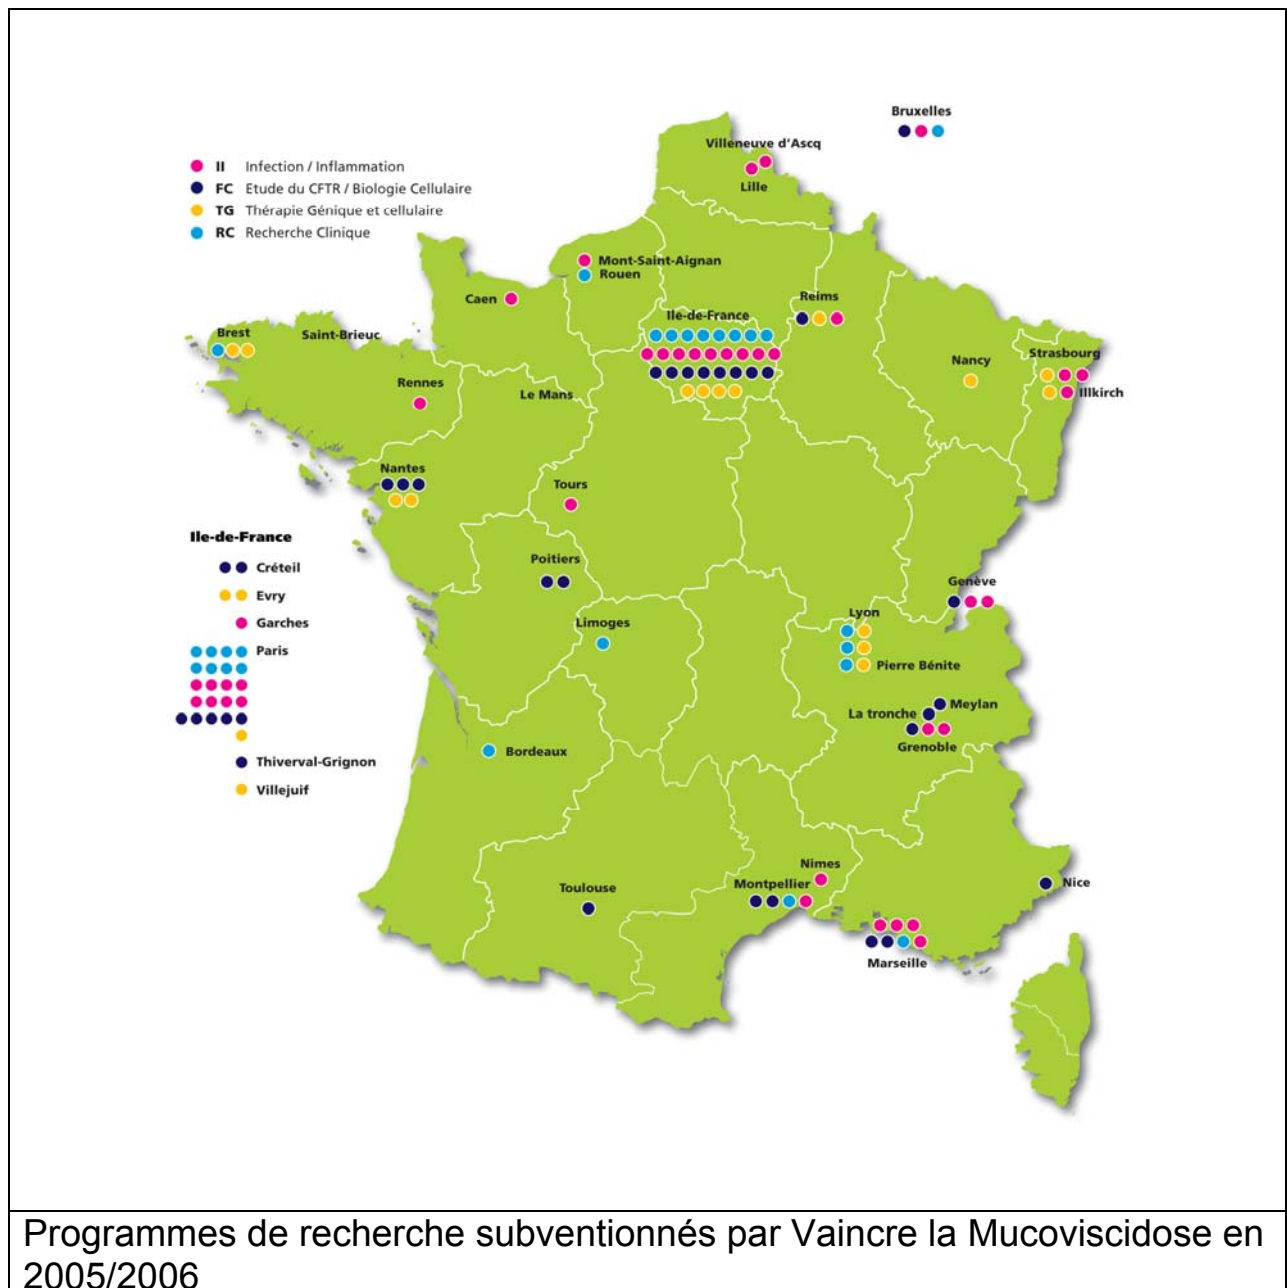 Bruxelles
Villeneuve d'Ascq
Lille
II Infection / Inflammation
FC Etude du CFTR / Biologie Cellulaire
TG Thérapie Génique et cellulaire
RC Recherche Clinique
Mont-Saint-Aignan
Rouen
Caen
Reims
Ile-de-France
Brest
Saint-Brieuc
Nancy
Strasbourg
Rennes
Le Mans
Illkirch
Nantes
Tours
Ile-de-France
Créteil
Evry
Garches
Paris
Thiverval-Grignon
Villejuif
Poitiers
Genève
Limoges
Lyon
Pierre Bénite
Meylan
La tronche
Grenoble
Bordeaux
Nimes
Montpellier
Toulouse
Nice
Marseille
Programmes de recherche subventionnés par Vaincre la Mucoviscidose en
2005/2006